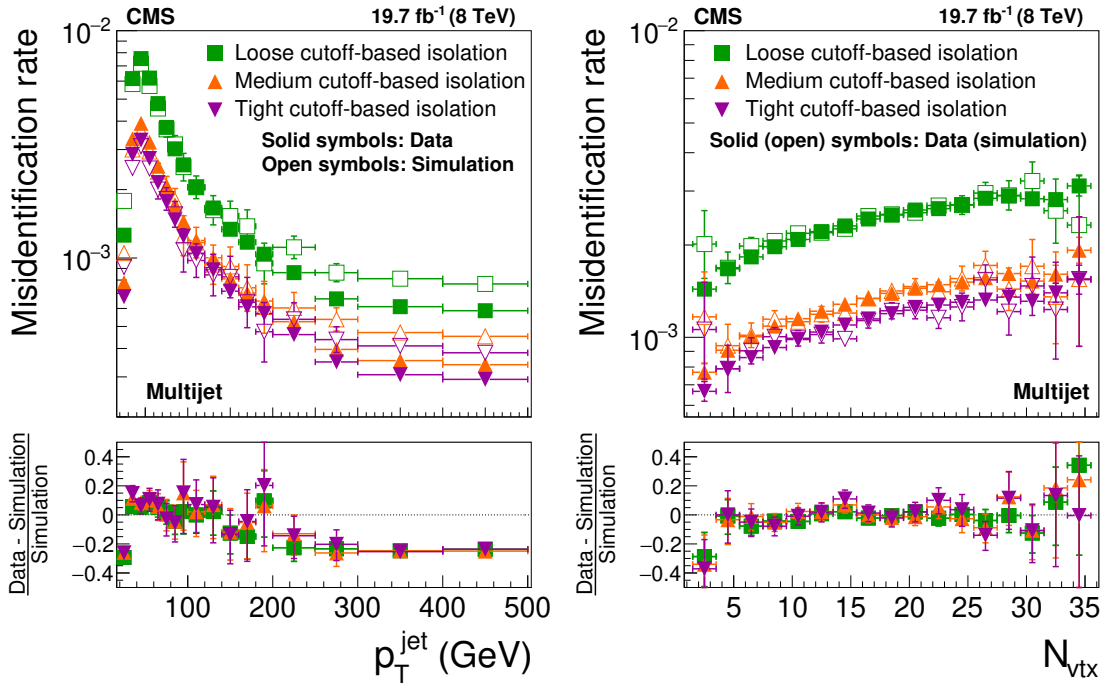 CMS 19.7 fb⁻¹ (8 TeV)
10⁻²
Misidentification rate
Loose cutoff-based isolation
Medium cutoff-based isolation
Tight cutoff-based isolation
Solid symbols: Data
Open symbols: Simulation
10⁻³
Multijet
Data - Simulation
Simulation
0.4
0.2
0
−0.2
−0.4
100 200 300 400 500
p_T^jet (GeV)
CMS 19.7 fb⁻¹ (8 TeV)
10⁻²
Misidentification rate
Loose cutoff-based isolation
Medium cutoff-based isolation
Tight cutoff-based isolation
Solid (open) symbols: Data (simulation)
10⁻³
Multijet
Data - Simulation
Simulation
0.4
0.2
0
−0.2
−0.4
5 10 15 20 25 30 35
N_vtx